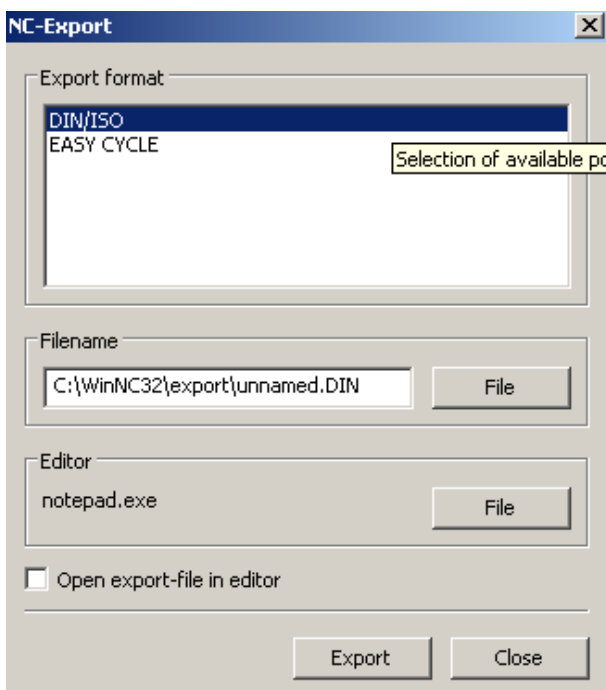 NC-Export
Export format
DIN/ISO
EASY CYCLE
Selection of available
Filename
C:\WinNC32\export\unnamed.DIN
File
Editor
notepad.exe
File
Open export-file in editor
Export
Close